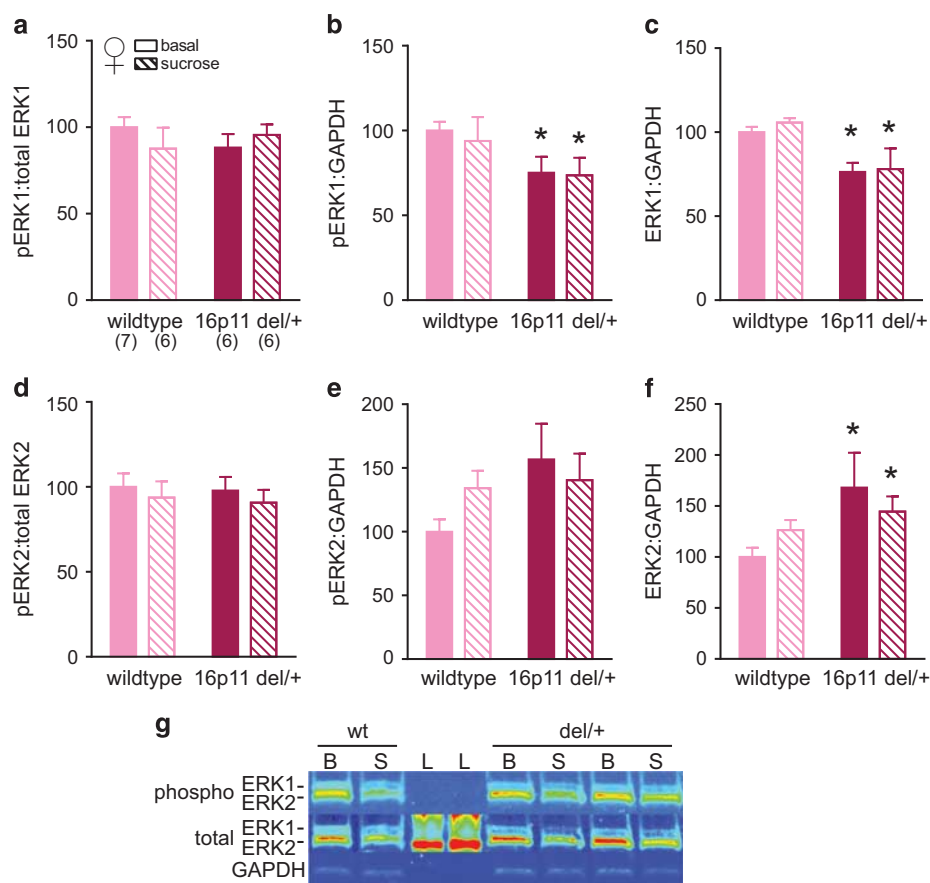 a
150
100
50
0
pERK1:total ERK1
♀ basal
sucrose
wildtype 16p11 del/+
(7) (6) (6) (6)
b
150
100
50
0
pERK1:GAPDH
* *
wildtype 16p11 del/+
c
150
100
50
0
ERK1:GAPDH
* *
wildtype 16p11 del/+
d
150
100
50
0
pERK2:total ERK2
wildtype 16p11 del/+
e
200
150
100
50
0
pERK2:GAPDH
wildtype 16p11 del/+
f
250
200
150
100
50
0
ERK2:GAPDH
* *
wildtype 16p11 del/+
g
wt del/+
B S L L B S B S
phospho ERK1-
ERK2-
total ERK1-
ERK2-
GAPDH